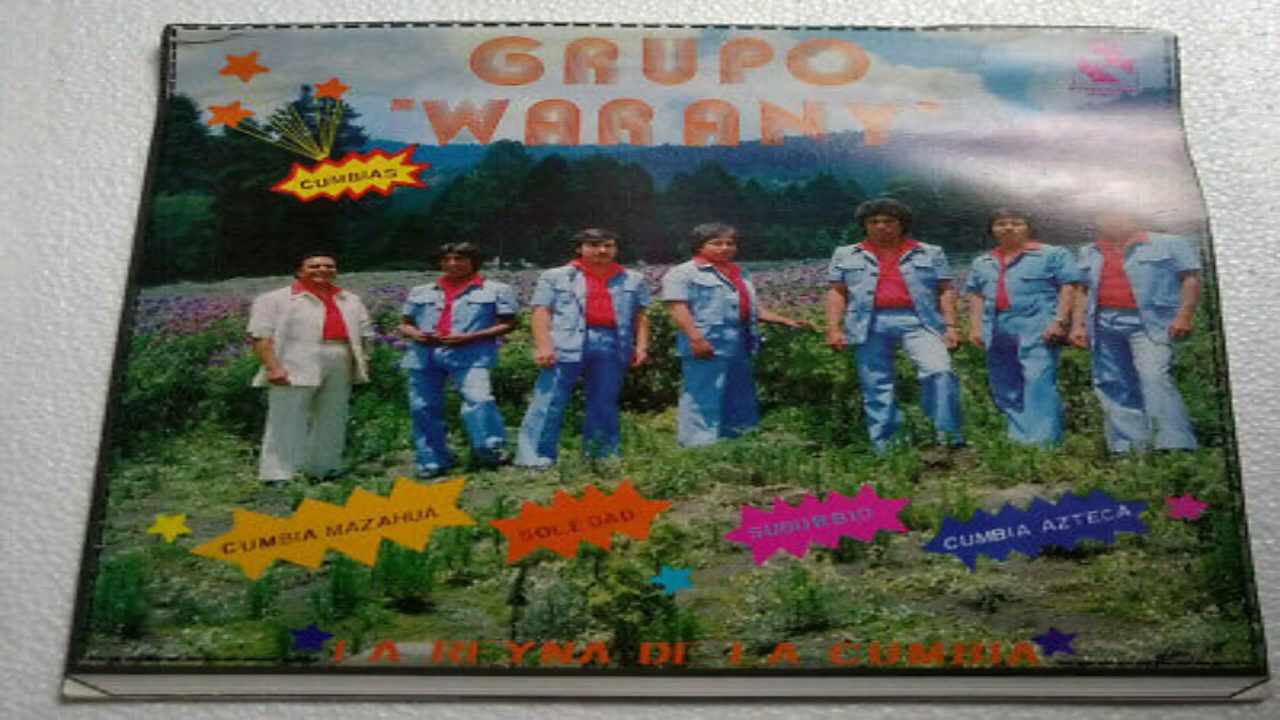 GRUPO
"WARANY"
CUMBIAS
CUMBIA MAZAHUA
SOLEDAD
SUBURBIO
CUMBIA AZTECA
LA REYNA DE LA CUMBIA